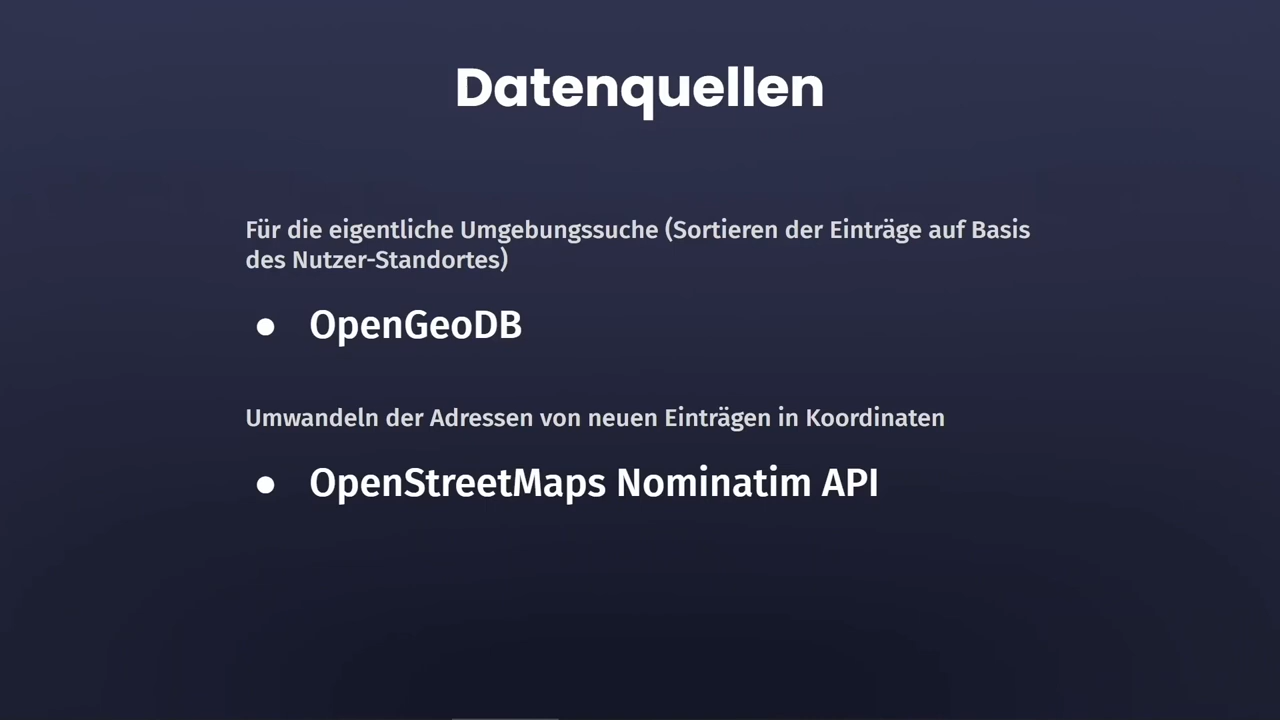 Datenquellen
Für die eigentliche Umgebungssuche (Sortieren der Einträge auf Basis
des Nutzer-Standortes)
● OpenGeoDB
Umwandeln der Adressen von neuen Einträgen in Koordinaten
● OpenStreetMaps Nominatim API